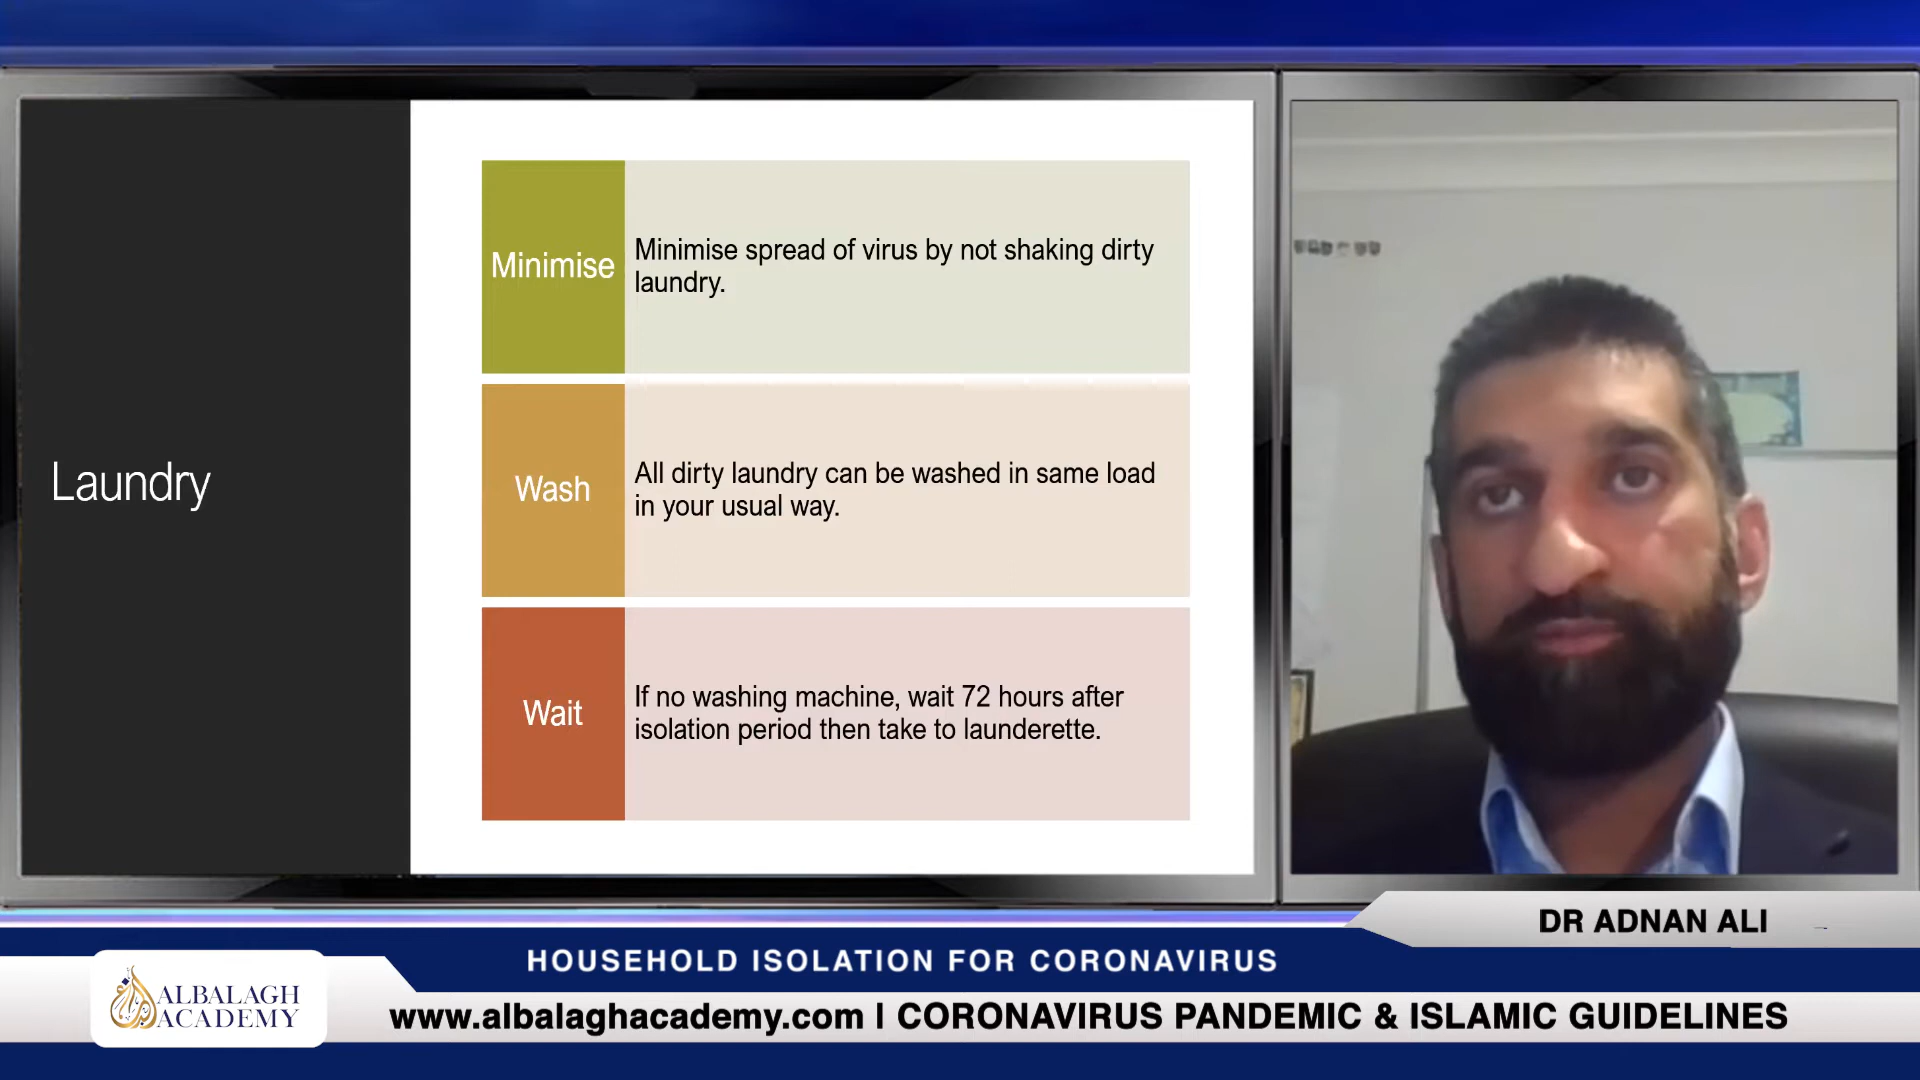 Laundry
Minimise
Minimise spread of virus by not shaking dirty
laundry.
Wash
All dirty laundry can be washed in same load
in your usual way.
Wait
If no washing machine, wait 72 hours after
isolation period then take to launderette.
DR ADNAN ALI
HOUSEHOLD ISOLATION FOR CORONAVIRUS
ALBALAGH
ACADEMY
www.albalaghacademy.com | CORONAVIRUS PANDEMIC & ISLAMIC GUIDELINES